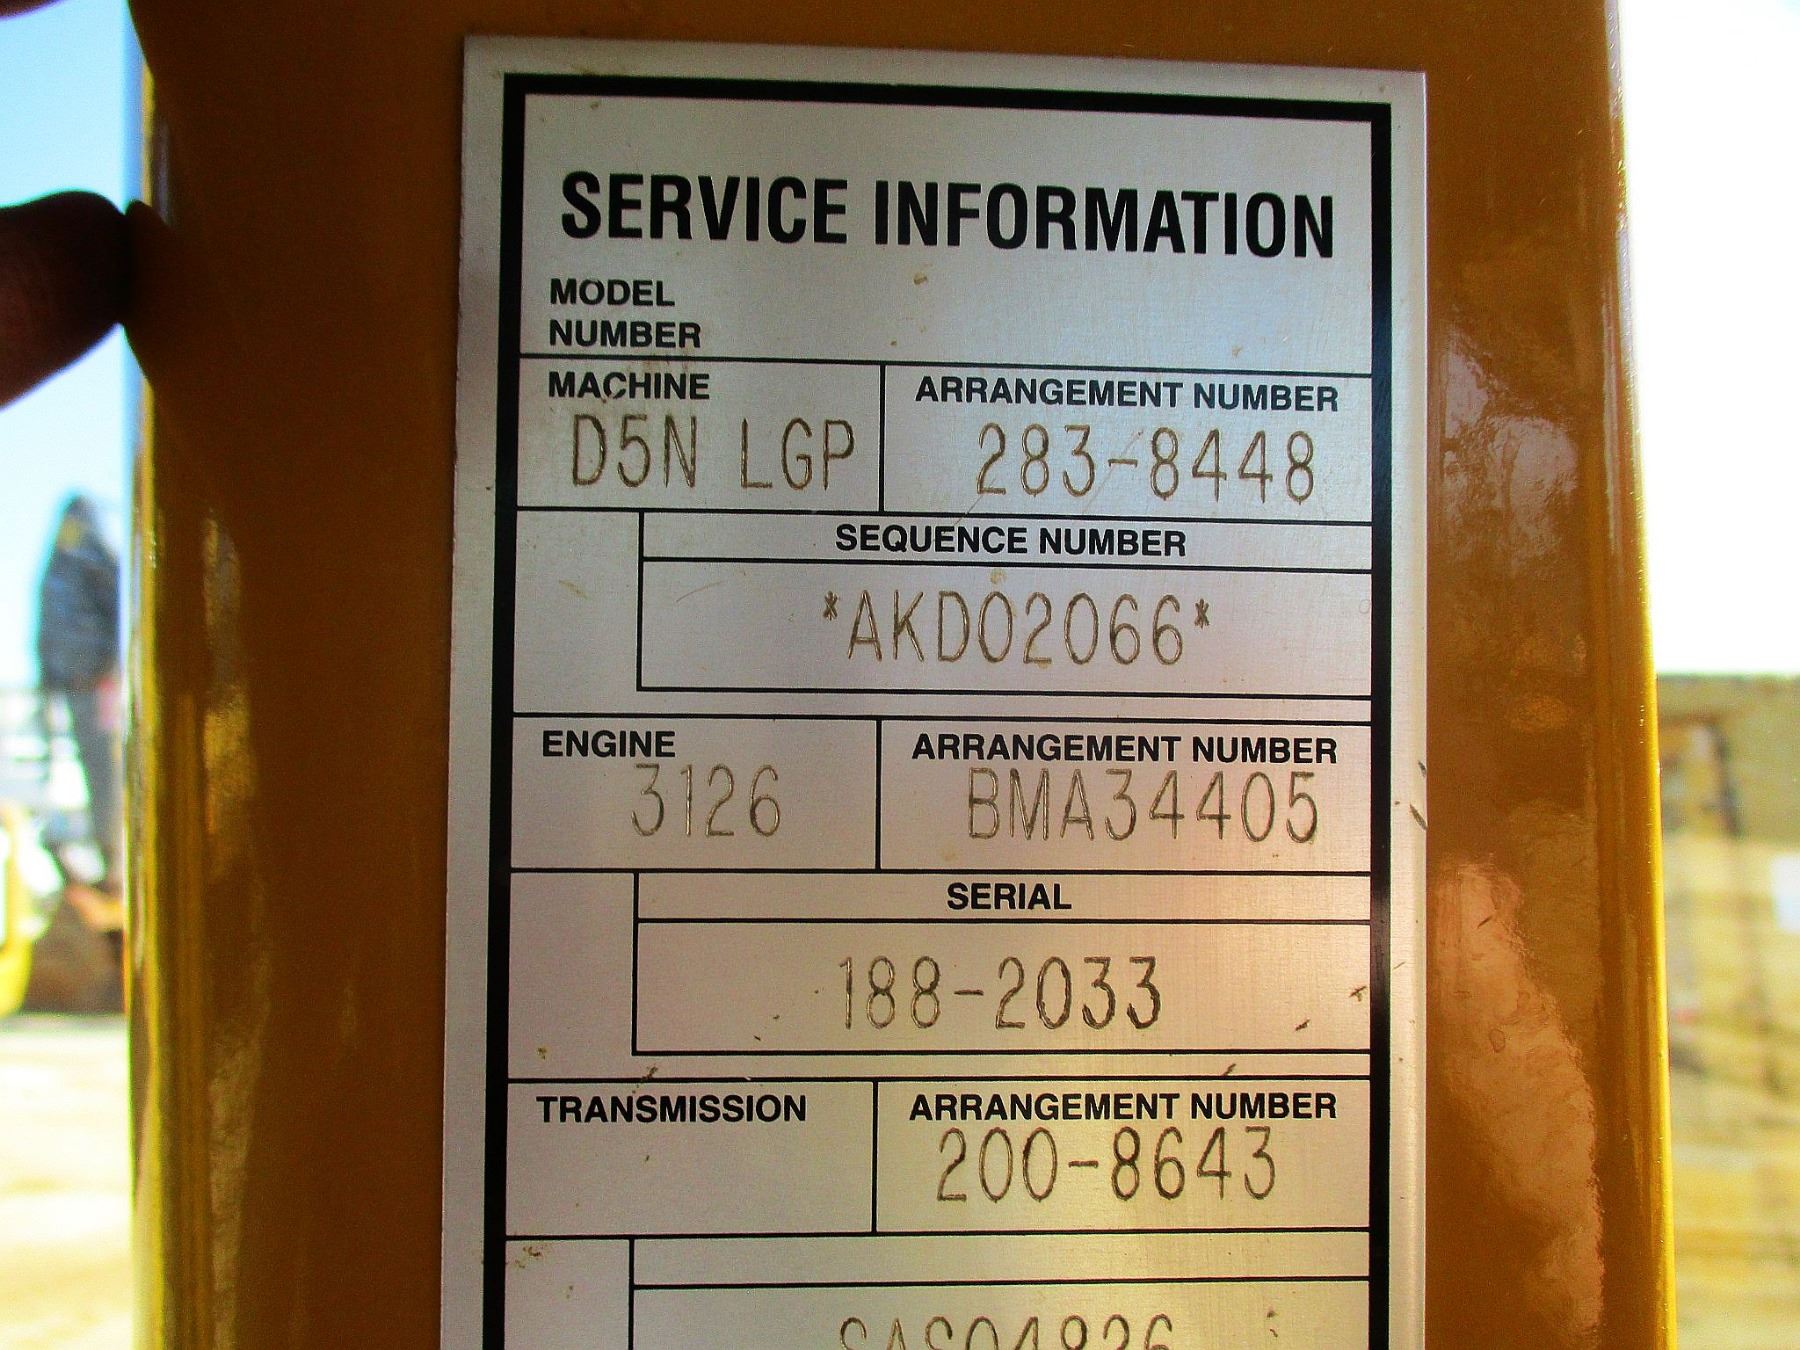 SERVICE INFORMATION
MODEL
NUMBER
MACHINE ARRANGEMENT NUMBER
D5N LGP 283-8448
SEQUENCE NUMBER
*AKD02066*
ENGINE ARRANGEMENT NUMBER
3126 BMA34405
SERIAL
188-2033
TRANSMISSION ARRANGEMENT NUMBER
200-8643